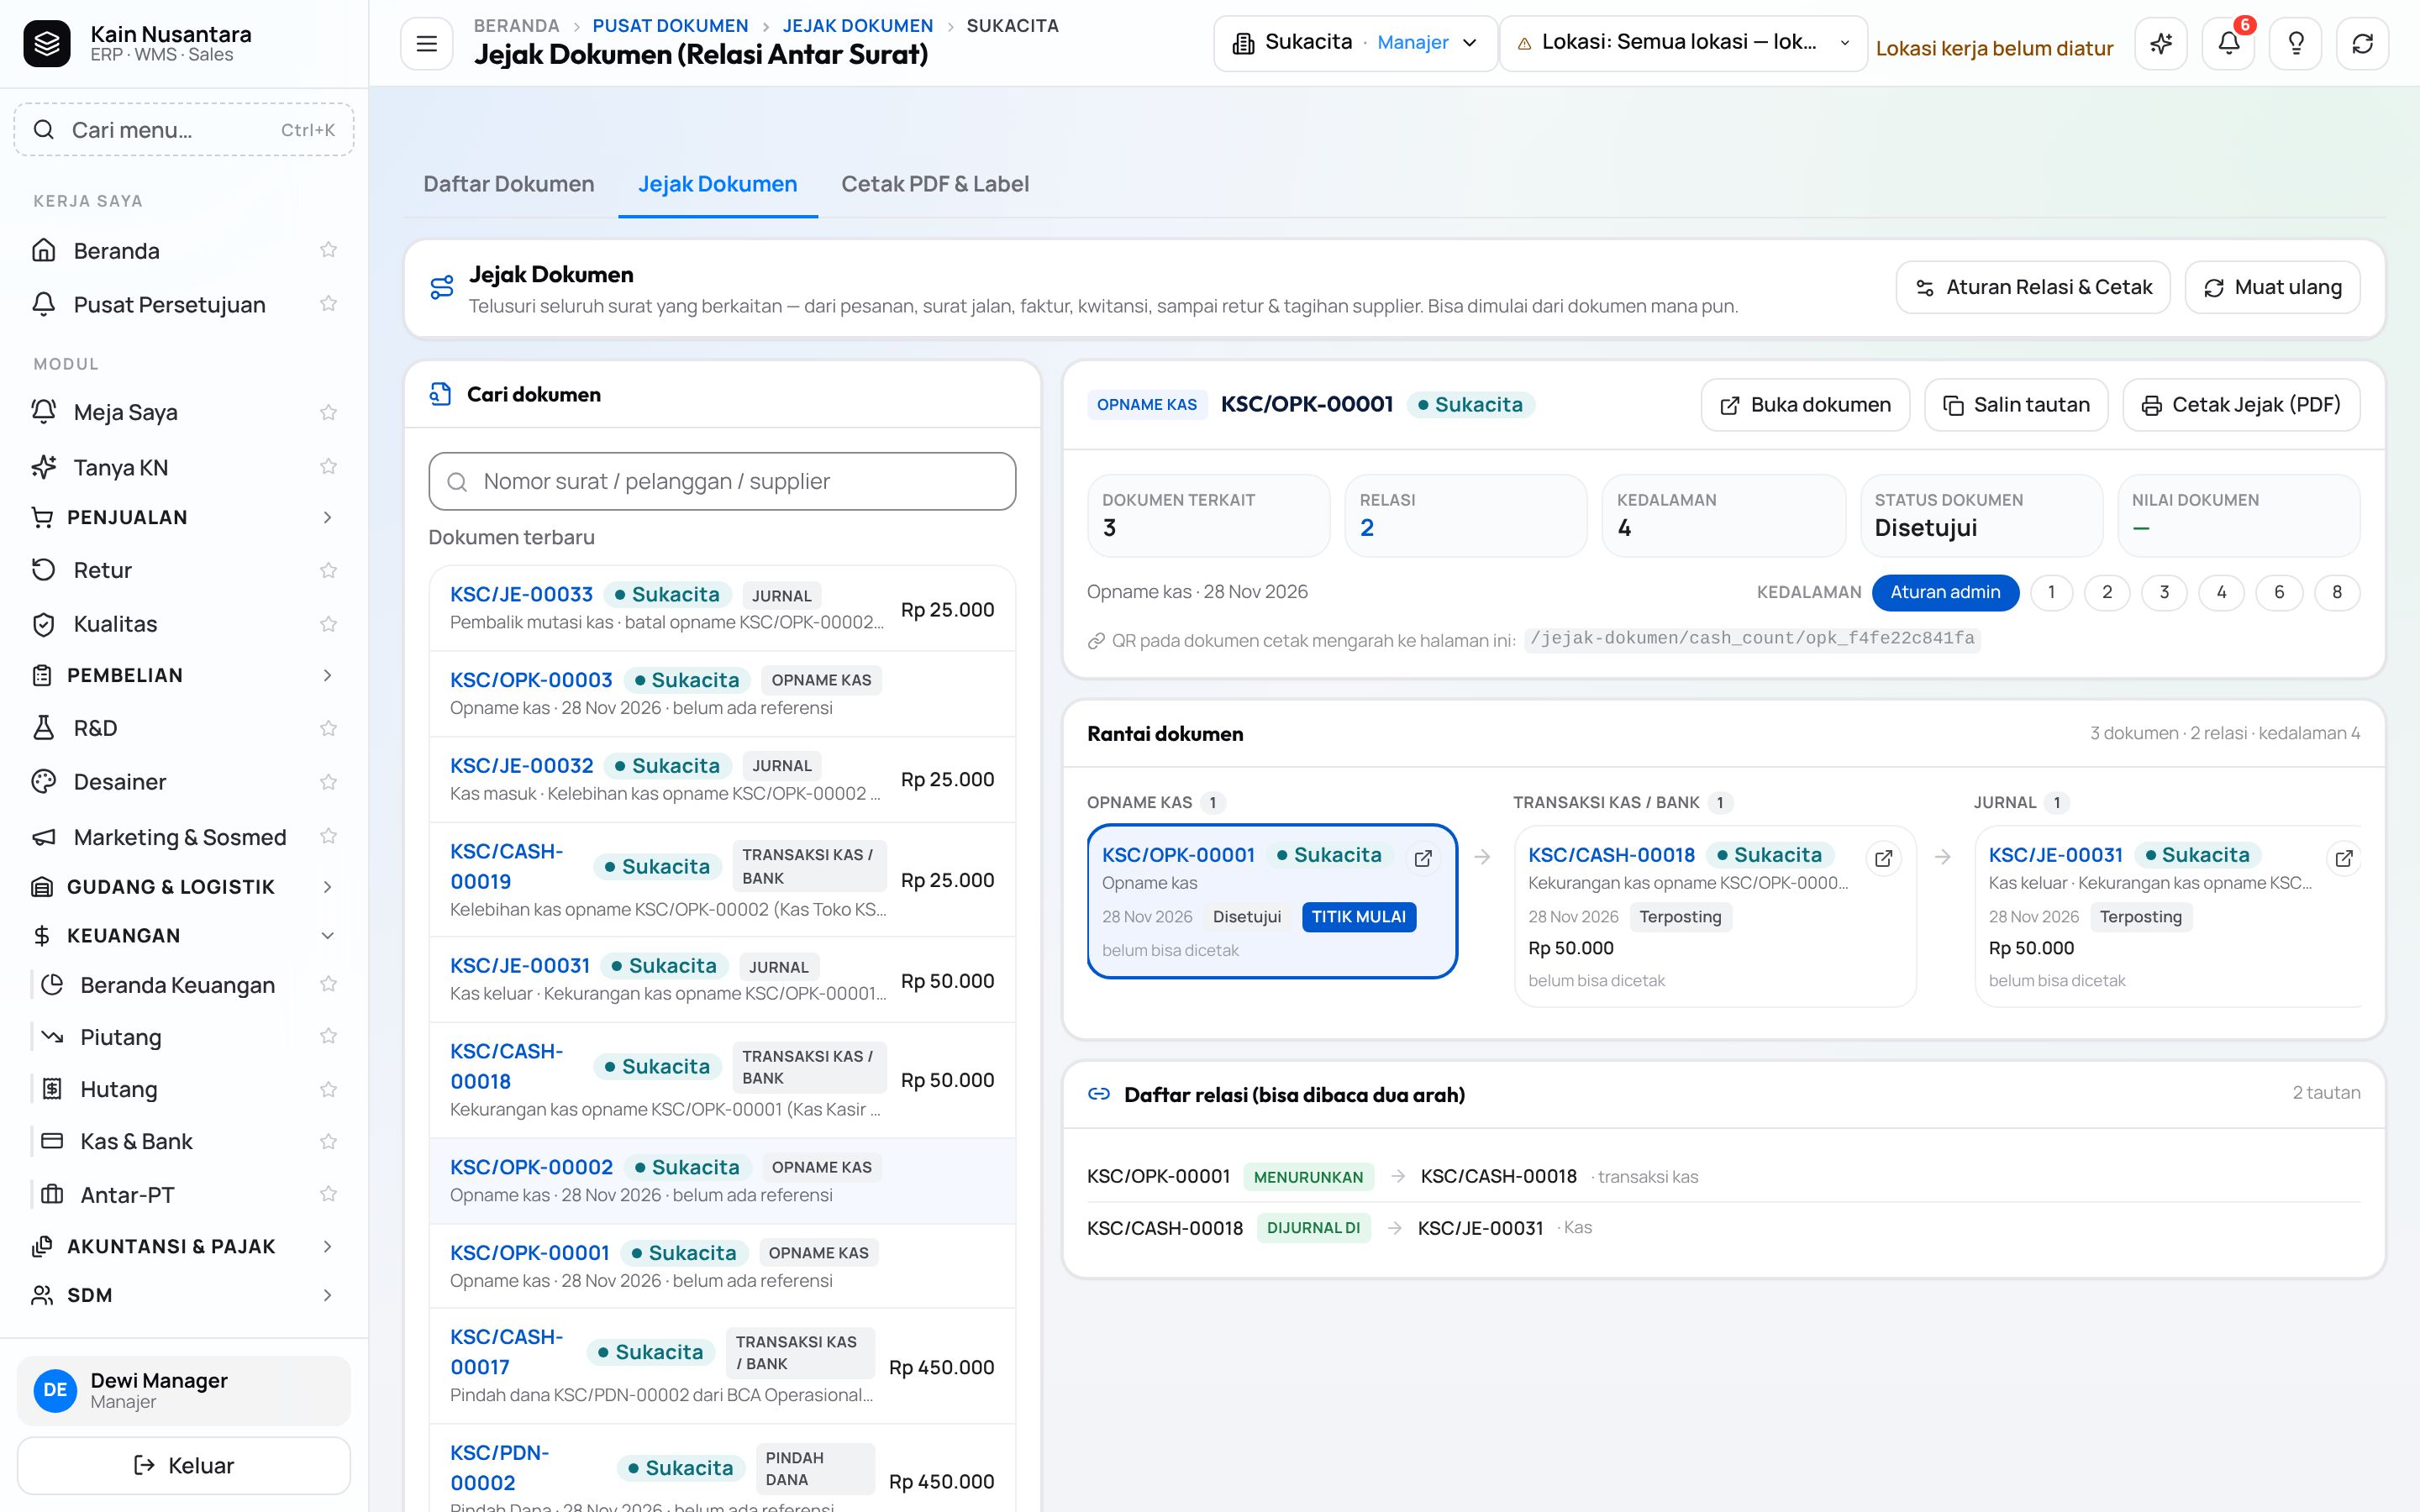 Kain Nusantara
ERP · WMS · Sales
Cari menu...
Ctrl+K
KERJA SAYA
Beranda
Pusat Persetujuan
MODUL
Meja Saya
Tanya KN
PENJUALAN
Retur
Kualitas
PEMBELIAN
R&D
Desainer
Marketing & Sosmed
GUDANG & LOGISTIK
KEUANGAN
Beranda Keuangan
Piutang
Hutang
Kas & Bank
Antar-PT
AKUNTANSI & PAJAK
SDM
DE
Dewi Manager
Manajer
Keluar
BERANDA > PUSAT DOKUMEN > JEJAK DOKUMEN > SUKACITA
Jejak Dokumen (Relasi Antar Surat)
Sukacita · Manajer
Lokasi: Semua lokasi — lok...
Lokasi kerja belum diatur
6
Daftar Dokumen
Jejak Dokumen
Cetak PDF & Label
Jejak Dokumen
Telusuri seluruh surat yang berkaitan — dari pesanan, surat jalan, faktur, kwitansi, sampai retur & tagihan supplier. Bisa dimulai dari dokumen mana pun.
Aturan Relasi & Cetak
Muat ulang
Cari dokumen
Nomor surat / pelanggan / supplier
Dokumen terbaru
KSC/JE-00033 Sukacita JURNAL
Pembalik mutasi kas · batal opname KSC/OPK-00002...
Rp 25.000
KSC/OPK-00003 Sukacita OPNAME KAS
Opname kas · 28 Nov 2026 · belum ada referensi
KSC/JE-00032 Sukacita JURNAL
Kas masuk · Kelebihan kas opname KSC/OPK-00002 ...
Rp 25.000
KSC/CASH-00019 Sukacita TRANSAKSI KAS / BANK
Kelebihan kas opname KSC/OPK-00002 (Kas Toko KS...
Rp 25.000
KSC/JE-00031 Sukacita JURNAL
Kas keluar · Kekurangan kas opname KSC/OPK-00001...
Rp 50.000
KSC/CASH-00018 Sukacita TRANSAKSI KAS / BANK
Kekurangan kas opname KSC/OPK-00001 (Kas Kasir ...
Rp 50.000
KSC/OPK-00002 Sukacita OPNAME KAS
Opname kas · 28 Nov 2026 · belum ada referensi
KSC/OPK-00001 Sukacita OPNAME KAS
Opname kas · 28 Nov 2026 · belum ada referensi
KSC/CASH-00017 Sukacita TRANSAKSI KAS / BANK
Pindah dana KSC/PDN-00002 dari BCA Operasional...
Rp 450.000
KSC/PDN-00002 Sukacita PINDAH DANA
Rp 450.000
Pindah Dana · 28 Nov 2026 · belum ada referensi
OPNAME KAS KSC/OPK-00001 Sukacita
Buka dokumen
Salin tautan
Cetak Jejak (PDF)
DOKUMEN TERKAIT
3
RELASI
2
KEDALAMAN
4
STATUS DOKUMEN
Disetujui
NILAI DOKUMEN
—
Opname kas · 28 Nov 2026
KEDALAMAN Aturan admin 1 2 3 4 6 8
QR pada dokumen cetak mengarah ke halaman ini: /jejak-dokumen/cash_count/opk_f4fe22c841fa
Rantai dokumen
3 dokumen · 2 relasi · kedalaman 4
OPNAME KAS 1
KSC/OPK-00001 Sukacita
Opname kas
28 Nov 2026 Disetujui TITIK MULAI
belum bisa dicetak
TRANSAKSI KAS / BANK 1
KSC/CASH-00018 Sukacita
Kekurangan kas opname KSC/OPK-0000...
28 Nov 2026 Terposting
Rp 50.000
belum bisa dicetak
JURNAL 1
KSC/JE-00031 Sukacita
Kas keluar · Kekurangan kas opname KSC...
28 Nov 2026 Terposting
Rp 50.000
belum bisa dicetak
Daftar relasi (bisa dibaca dua arah)
2 tautan
KSC/OPK-00001 MENURUNKAN → KSC/CASH-00018 · transaksi kas
KSC/CASH-00018 DIJURNAL DI → KSC/JE-00031 · Kas